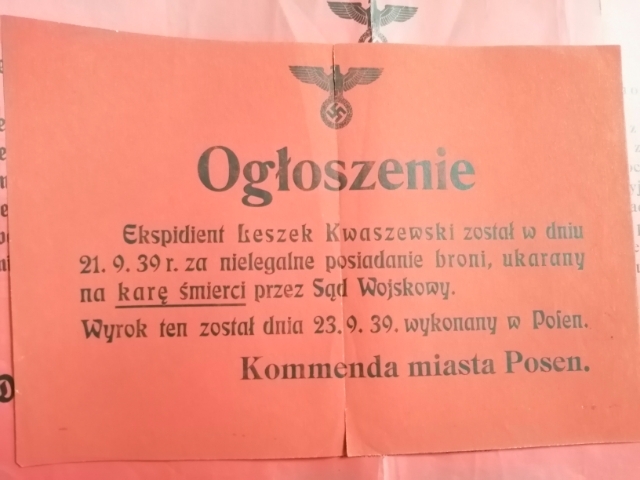 Ogłoszenie
Ekspidient Leszek Kwaszewski został w dniu
21. 9. 39 r. za nielegalne posiadanie broni, ukarany
na karę śmierci przez Sąd Wojskowy.
Wyrok ten został dnia 23. 9. 39. wykonany w Poſen.
Kommenda miasta Posen.